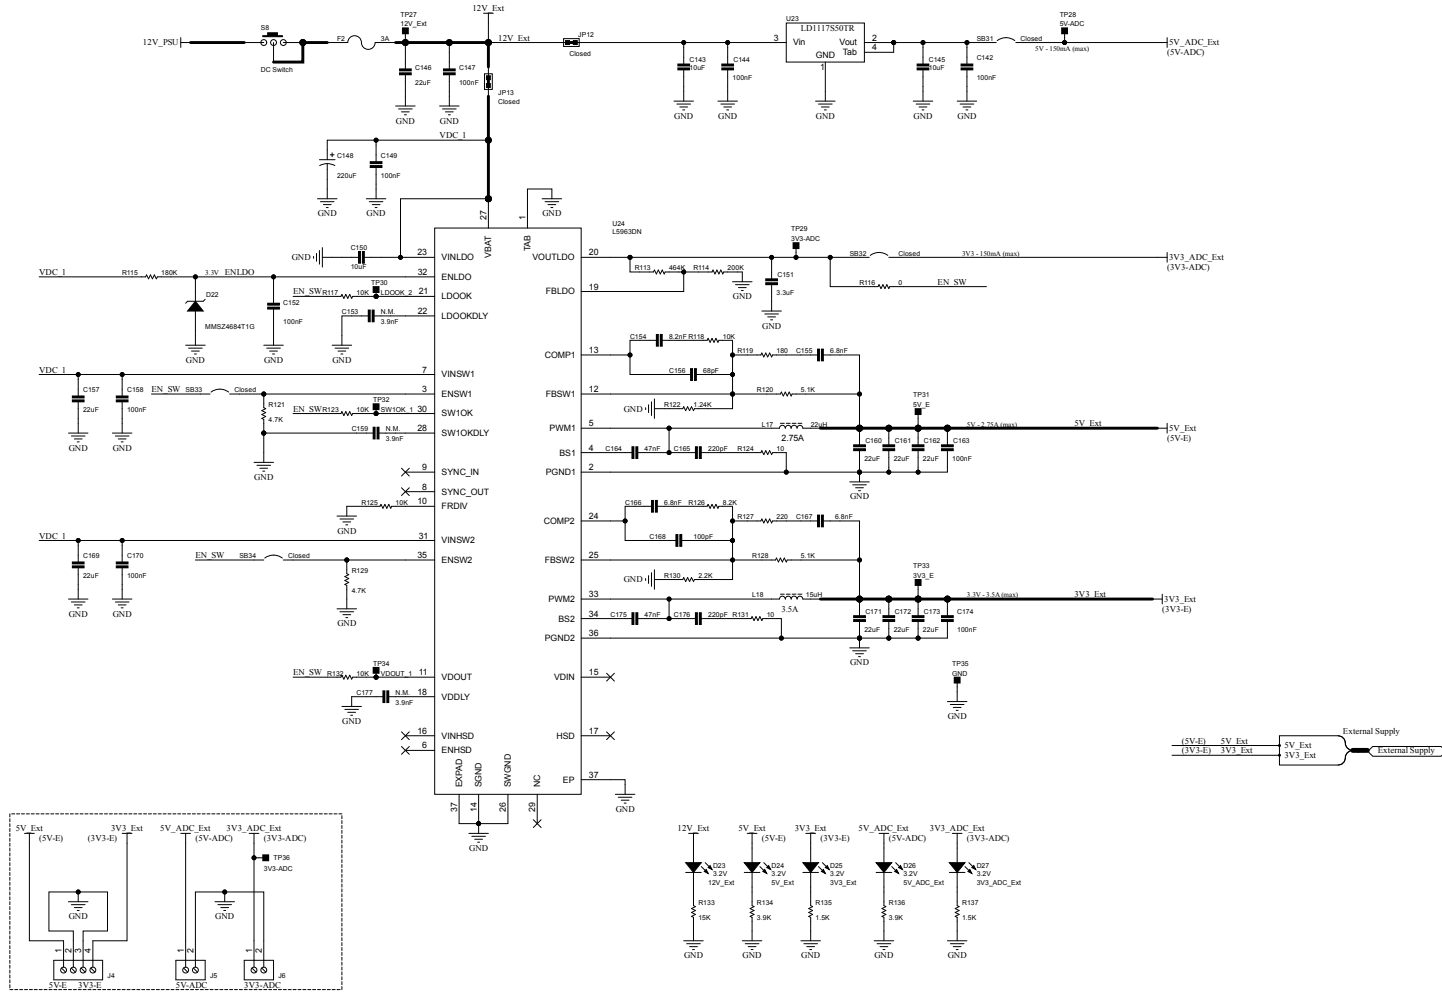 12V_PSU
S8
DC Switch
F2
3A
TP27
12V_Ext
12V_Ext
12V_Ext
JP12
Closed
C146
22uF
C147
100nF
GND
GND
JP13
Closed
C143
10uF
C144
100nF
GND
GND
U23
LD1117S50TR
3
Vin
Vout
Tab
2
4
GND
1
GND
C145
10uF
C142
100nF
GND
GND
SB31
Closed
TP28
5V-ADC
5V - 150mA (max)
5V_ADC_Ext
(5V-ADC)
VDC_1
C148
220uF
C149
100nF
GND
GND
GND
U24
L5963DN
27
VBAT
1
TAB
GND
C150
10uF
23
VINLDO
VDC_1
R115
180K
3.3V
ENLDO
32
ENLDO
D22
MMSZ4684T1G
GND
C152
100nF
GND
EN_SW
R117
10K
TP30
LDOOK_2
21
LDOOK
C153
N.M.
3.9nF
GND
22
LDOOKDLY
VDC_1
7
VINSW1
C157
22uF
C158
100nF
GND
GND
EN_SW
SB33
Closed
3
ENSW1
R121
4.7K
GND
EN_SW
R123
10K
TP32
SW1OK_1
30
SW1OK
C159
N.M.
3.9nF
28
SW1OKDLY
9
SYNC_IN
8
SYNC_OUT
R125
10K
GND
10
FRDIV
VDC_1
31
VINSW2
C169
22uF
C170
100nF
GND
GND
EN_SW
SB34
Closed
35
ENSW2
R129
4.7K
GND
EN_SW
R132
10K
TP34
VDOUT_1
11
VDOUT
C177
N.M.
3.9nF
GND
18
VDDLY
16
VINHSD
6
ENHSD
EXPAD
SGND
SWGND
NC
37
14
26
29
GND
VOUTLDO
20
R113
464K
R114
200K
GND
FBLDO
19
TP29
3V3-ADC
C151
3.3uF
GND
SB32
Closed
3V3 - 150mA (max)
3V3_ADC_Ext
(3V3-ADC)
R116
0
EN_SW
COMP1
13
C154
8.2nF
R118
10K
C156
68pF
R119
180
C155
6.8nF
FBSW1
12
R120
5.1K
GND
R122
1.24K
PWM1
5
L17
22uH
2.75A
TP31
5V_E
5V - 2.75A (max)
5V_Ext
5V_Ext
(5V-E)
BS1
4
C164
47nF
C165
220pF
R124
10
PGND1
2
C160
22uF
C161
22uF
C162
22uF
C163
100nF
GND
COMP2
24
C166
6.8nF
R126
8.2K
C168
100pF
R127
220
C167
6.8nF
FBSW2
25
R128
5.1K
GND
R130
2.2K
PWM2
33
L18
15uH
3.5A
TP33
3V3_E
3.3V - 3.5A (max)
3V3_Ext
3V3_Ext
(3V3-E)
BS2
34
C175
47nF
C176
220pF
R131
10
PGND2
36
C171
22uF
C172
22uF
C173
22uF
C174
100nF
GND
VDIN
15
TP35
GND
GND
HSD
17
EP
37
GND
External Supply
(5V-E)
5V_Ext
(3V3-E)
3V3_Ext
5V_Ext
3V3_Ext
External Supply
5V_Ext
(5V-E)
3V3_Ext
(3V3-E)
5V_ADC_Ext
(5V-ADC)
3V3_ADC_Ext
(3V3-ADC)
TP36
3V3-ADC
GND
GND
1
2
3
4
1
2
1
2
J4
J5
J6
5V-E
3V3-E
5V-ADC
3V3-ADC
12V_Ext
5V_Ext
(5V-E)
3V3_Ext
(3V3-E)
5V_ADC_Ext
(5V-ADC)
3V3_ADC_Ext
(3V3-ADC)
D23
3.2V
12V_Ext
D24
3.2V
5V_Ext
D25
3.2V
3V3_Ext
D26
3.2V
5V_ADC_Ext
D27
3.2V
3V3_ADC_Ext
R133
15K
R134
3.9K
R135
1.5K
R136
3.9K
R137
1.5K
GND
GND
GND
GND
GND